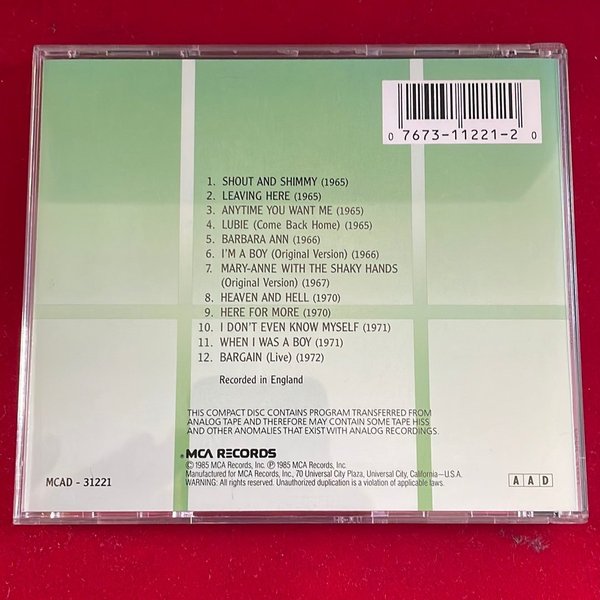 0 7673-11221-2 0
1. SHOUT AND SHIMMY (1965)
2. LEAVING HERE (1965)
3. ANYTIME YOU WANT ME (1965)
4. LUBIE (Come Back Home) (1965)
5. BARBARA ANN (1966)
6. I'M A BOY (Original Version) (1966)
7. MARY-ANNE WITH THE SHAKY HANDS
(Original Version) (1967)
8. HEAVEN AND HELL (1970)
9. HERE FOR MORE (1970)
10. I DON'T EVEN KNOW MYSELF (1971)
11. WHEN I WAS A BOY (1971)
12. BARGAIN (Live) (1972)
Recorded in England
THIS COMPACT DISC CONTAINS PROGRAM TRANSFERRED FROM
ANALOG TAPE AND THEREFORE MAY CONTAIN SOME TAPE HISS
AND OTHER ANOMALIES THAT EXIST WITH ANALOG RECORDINGS.
MCA RECORDS
© 1985 MCA Records, Inc. ℗ 1985 MCA Records, Inc.
Manufactured for MCA Records, Inc, 70 Universal City Plaza, Universal City, California—U.S.A.
WARNING: All rights reserved. Unauthorized duplication is a violation of applicable laws.
MCAD - 31221
A A D